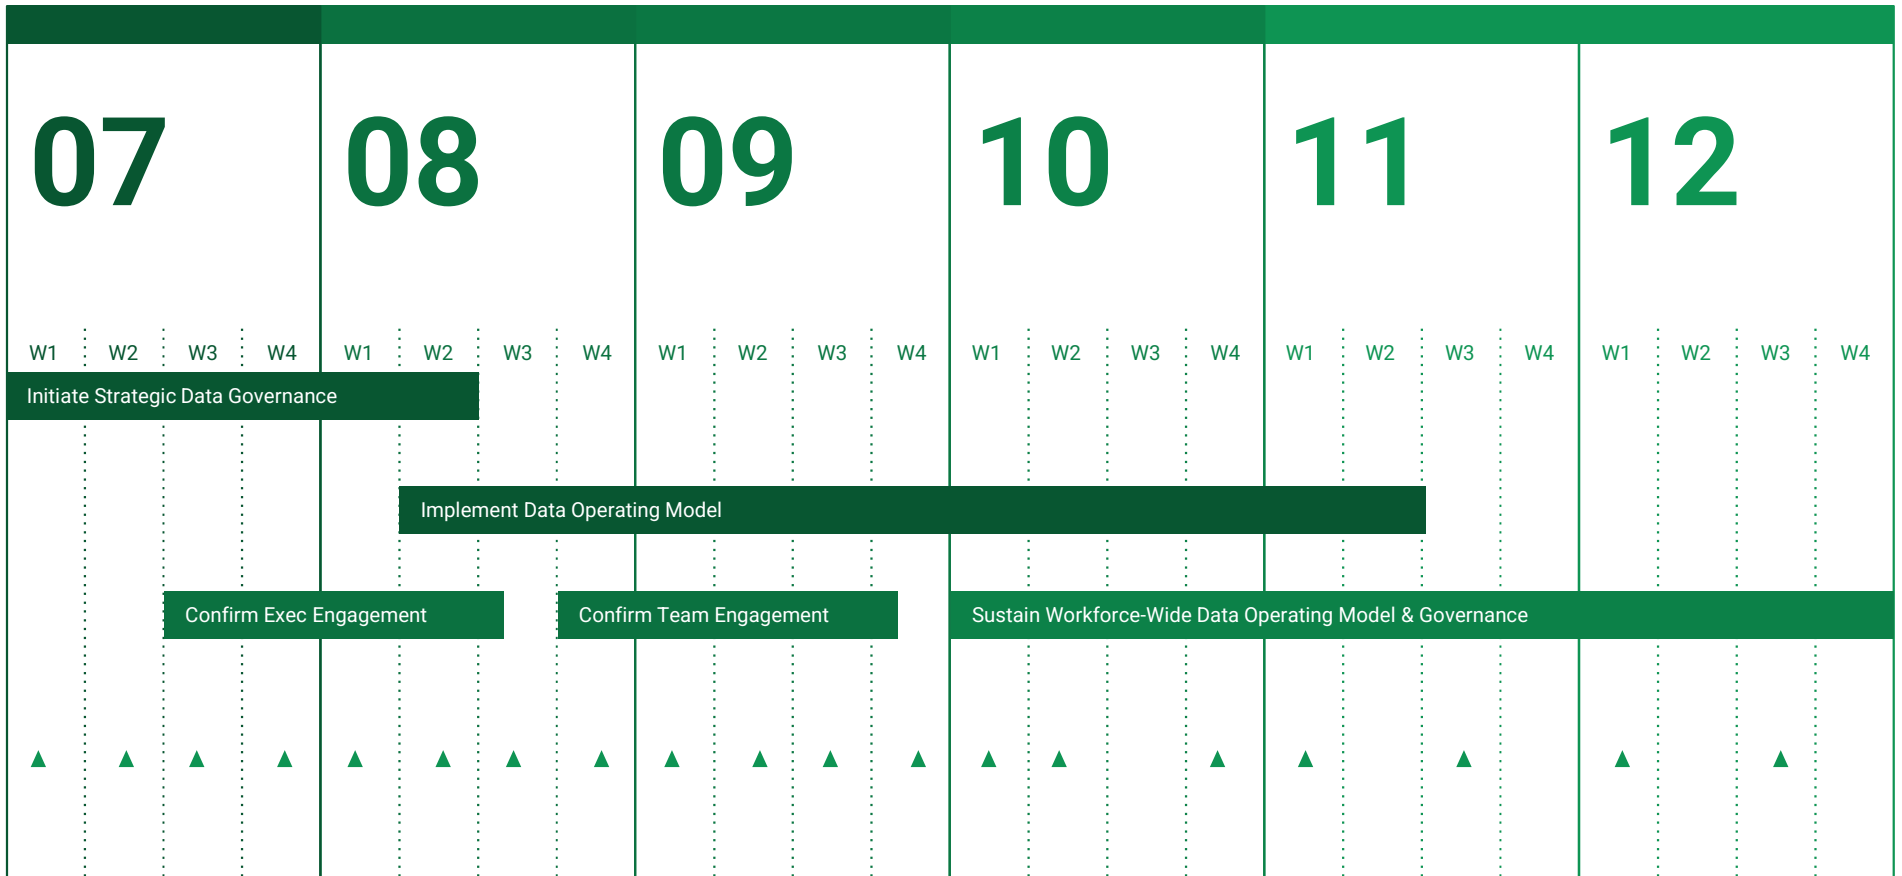 07 08 09 10 11 12
W1 W2 W3 W4 W1 W2 W3 W4 W1 W2 W3 W4 W1 W2 W3 W4 W1 W2 W3 W4 W1 W2 W3 W4
Initiate Strategic Data Governance
Implement Data Operating Model
Confirm Exec Engagement Confirm Team Engagement Sustain Workforce-Wide Data Operating Model & Governance